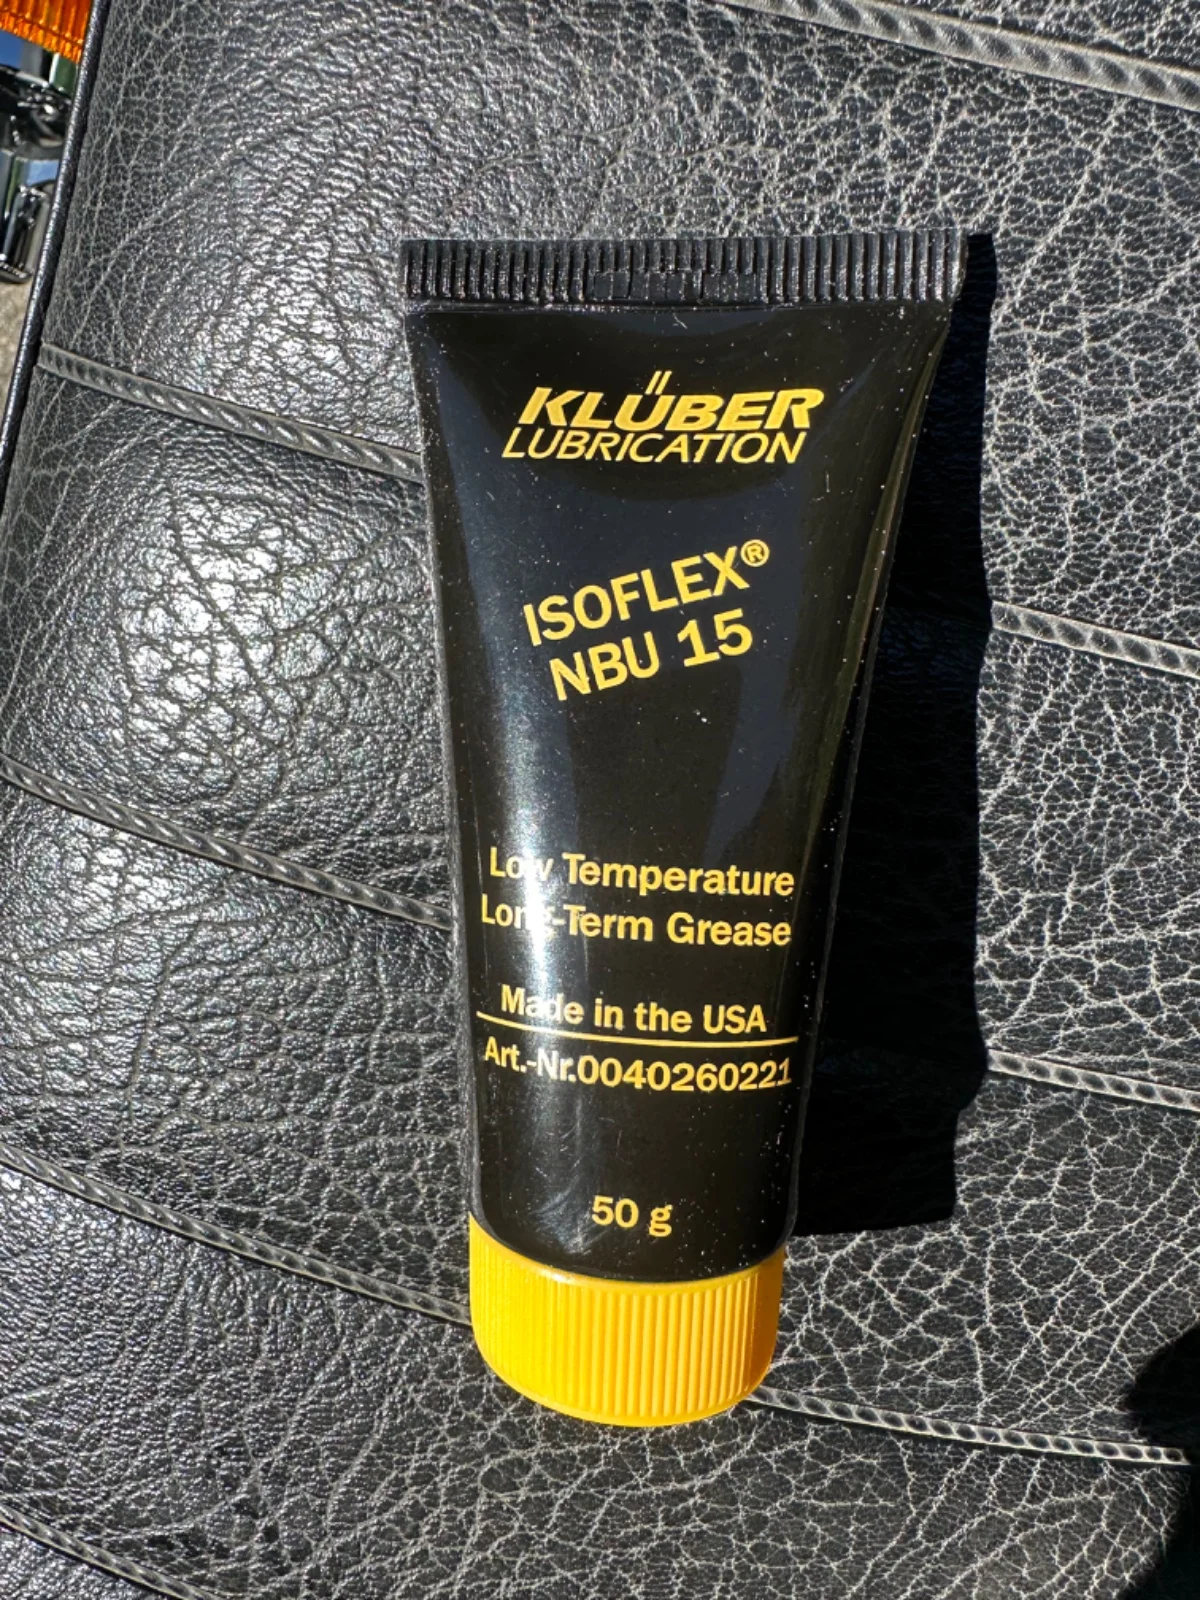 KLÜBER
LUBRICATION
ISOFLEX®
NBU 15
Low Temperature
Long-Term Grease
Made in the USA
Art.-Nr.0040260221
50 g